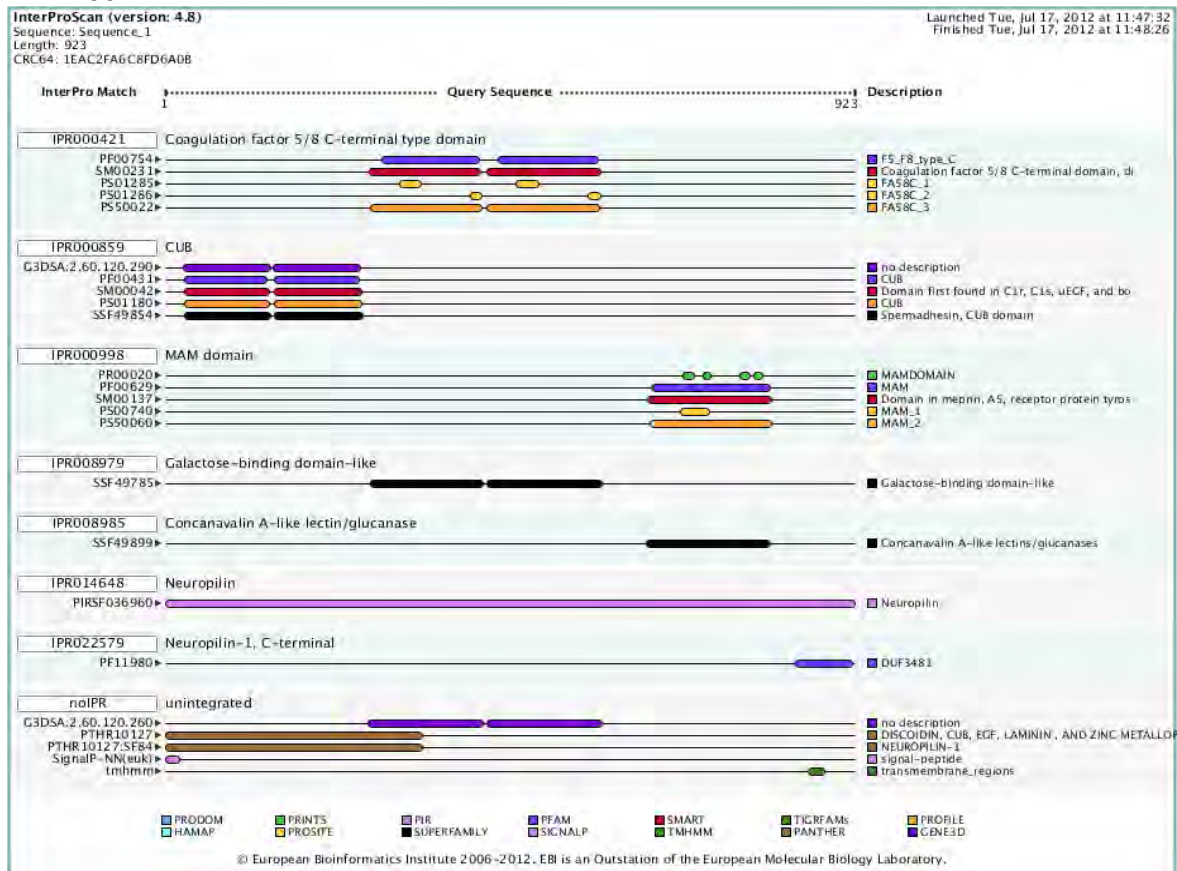 InterProScan (version: 4.8)
Sequence: Sequence_1
Length: 923
CRC64: 1EAC2FA6C8FD6A0B
Launched Tue, Jul 17, 2012 at 11:47:32
Finished Tue, Jul 17, 2012 at 11:48:26
InterPro Match Query Sequence Description
1 923
IPR000421 Coagulation factor 5/8 C-terminal type domain
PF00754 F5_F8_type_C
SM00231 Coagulation factor 5/8 C-terminal domain, di
PS01285 FA58C_1
PS01286 FA58C_2
PS50022 FA58C_3
IPR000859 CUB
G3DSA:2.60.120.290 no description
PF00431 CUB
SM00042 Domain first found in C1r, C1s, uEGF, and bo
PS01180 CUB
SSF49854 Spermadhesin, CUB domain
IPR000998 MAM domain
PR00020 MAMDOMAIN
PF00629 MAM
SM00137 Domain in meprin, A5, receptor protein tyros
PS00740 MAM_1
PS50060 MAM_2
IPR008979 Galactose-binding domain-like
SSF49785 Galactose-binding domain-like
IPR008985 Concanavalin A-like lectin/glucanase
SSF49899 Concanavalin A-like lectins/glucanases
IPR014648 Neuropilin
PIRSF036960 Neuropilin
IPR022579 Neuropilin-1, C-terminal
PF11980 DUF3481
noIPR unintegrated
G3DSA:2.60.120.260 no description
PTHR10127 DISCOIDIN, CUB, EGF, LAMININ , AND ZINC METALLOP
PTHR10127:SF84 NEUROPILIN-1
SignalP-NN(euk) signal-peptide
tmhmm transmembrane_regions
PRODOM PRINTS PIR PFAM SMART TIGRFAMs PROFILE
HAMAP PROSITE SUPERFAMILY SIGNALP TMHMM PANTHER GENE3D
© European Bioinformatics Institute 2006-2012. EBI is an Outstation of the European Molecular Biology Laboratory.